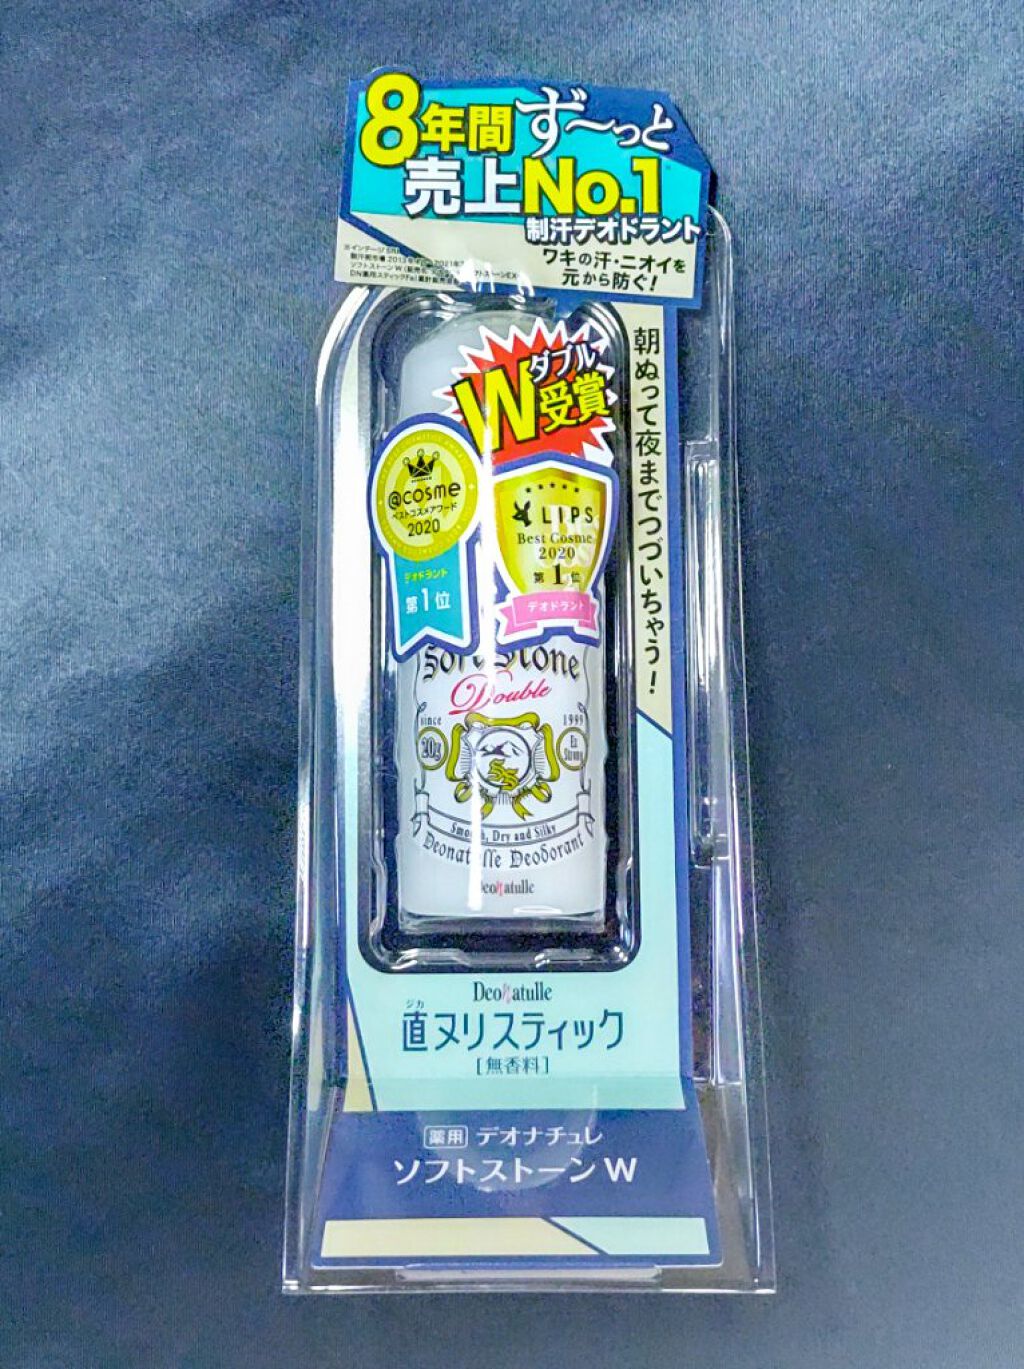 8年間ず〜っと
売上No.1
制汗デオドラント
ワキの汗・ニオイを
元から防ぐ！
朝ぬって夜までつづいちゃう！
ダブル
W受賞
@cosme
ベストコスメアワード
2020
デオドラント
第1位
LIPS
Best Cosme
2020
第1位
デオドラント
Soft Stone
Double
since
1999
20g
Ex
Strong
SS
Smooth, Dry and Silky
Deonatulle Deodorant
Deonatulle
Deonatulle
ジカ
直ヌリスティック
[無香料]
薬用 デオナチュレ
ソフトストーンW